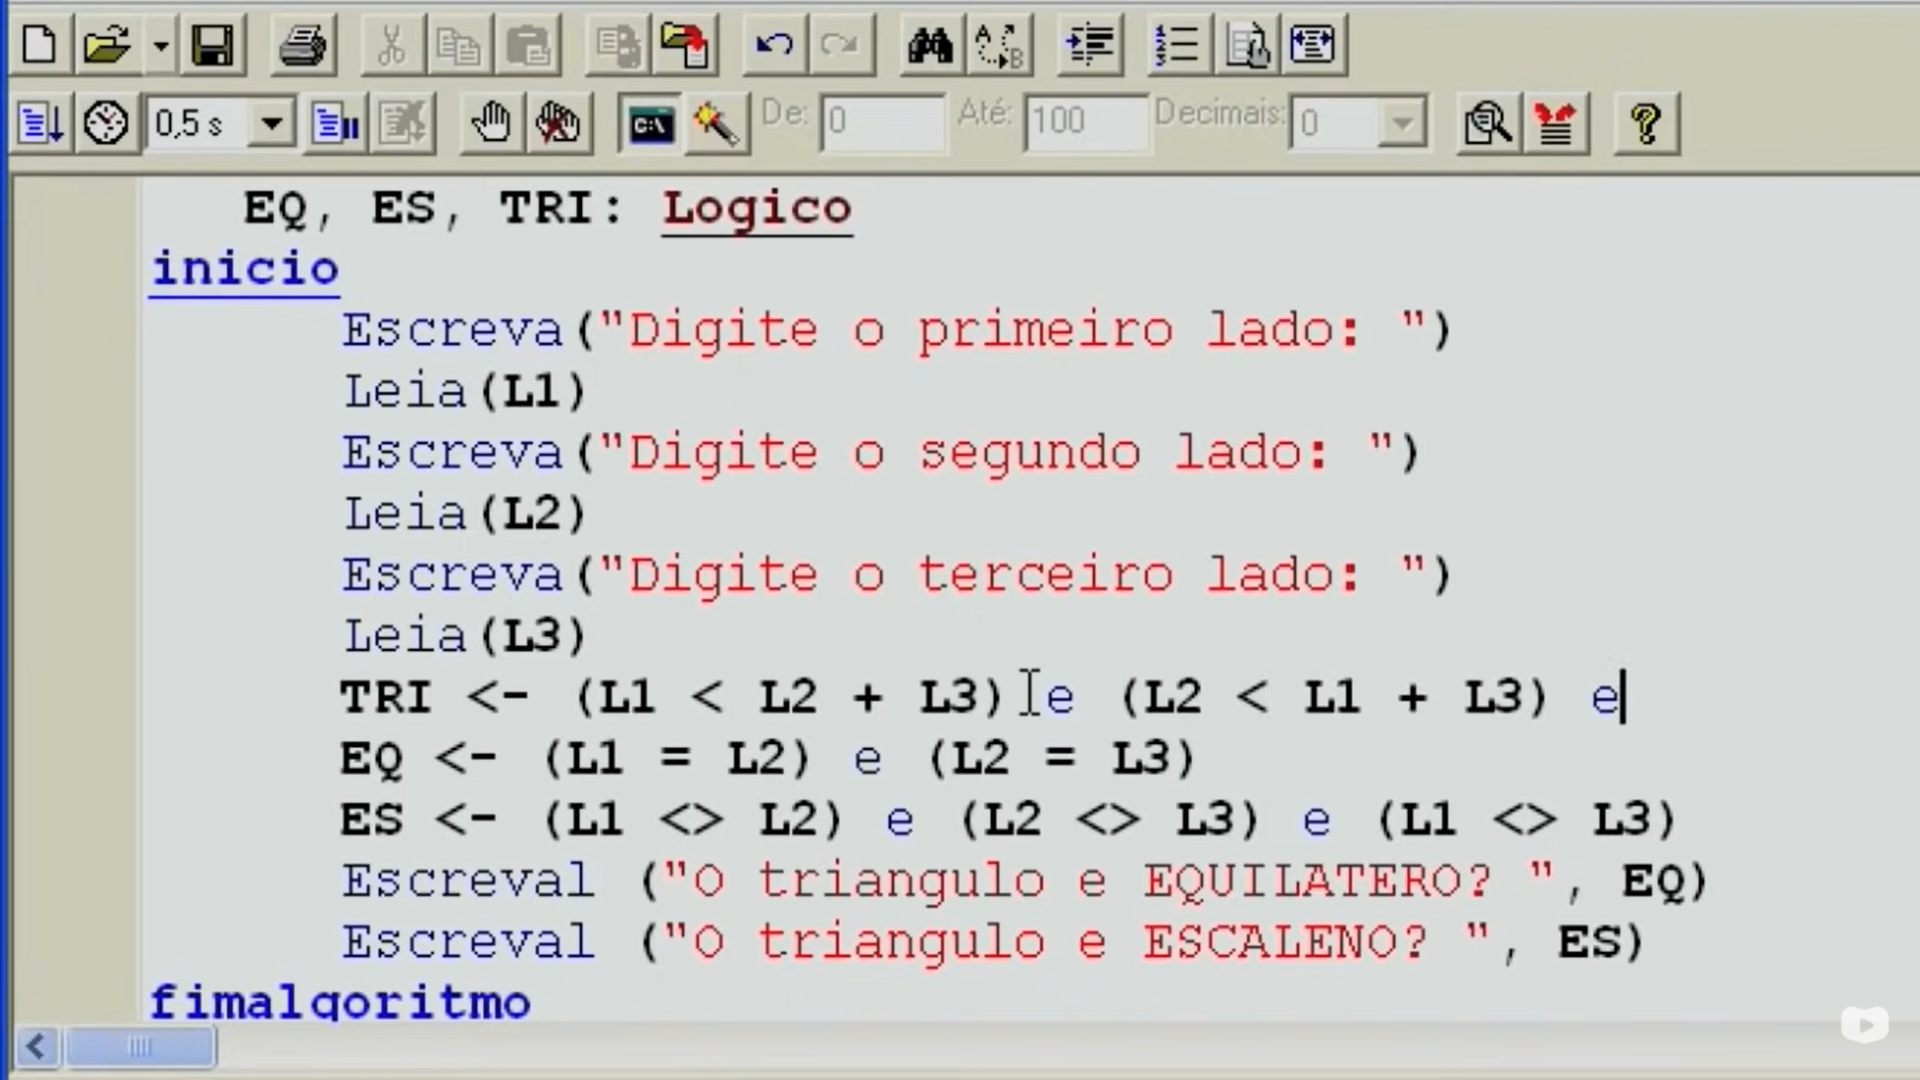 0,5 s De: 0 Até: 100 Decimais: 0
EQ, ES, TRI: Logico
inicio
Escreva("Digite o primeiro lado: ")
Leia(L1)
Escreva("Digite o segundo lado: ")
Leia(L2)
Escreva("Digite o terceiro lado: ")
Leia(L3)
TRI <- (L1 < L2 + L3) e (L2 < L1 + L3) e
EQ <- (L1 = L2) e (L2 = L3)
ES <- (L1 <> L2) e (L2 <> L3) e (L1 <> L3)
Escreval ("O triangulo e EQUILATERO? ", EQ)
Escreval ("O triangulo e ESCALENO? ", ES)
fimalgoritmo